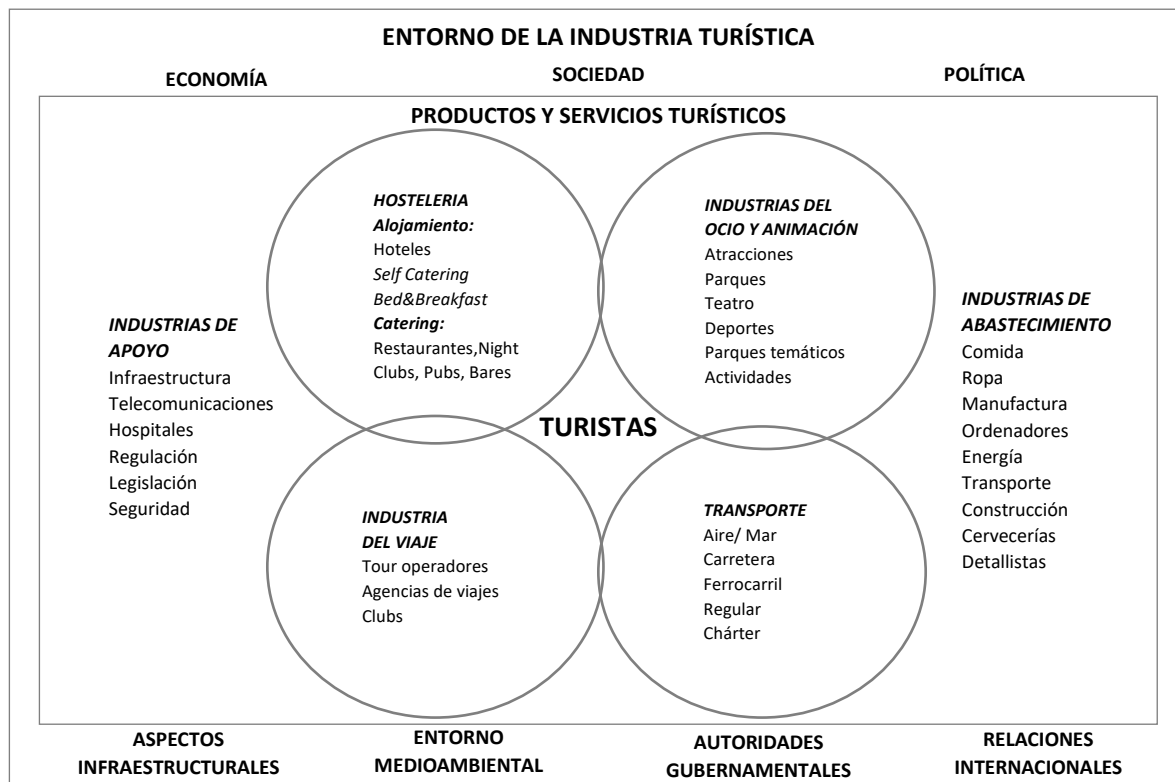 ENTORNO DE LA INDUSTRIA TURÍSTICA
ECONOMÍA
SOCIEDAD
POLÍTICA
PRODUCTOS Y SERVICIOS TURÍSTICOS
HOSTELERIA
Alojamiento:
Hoteles
Self Catering
Bed&Breakfast
Catering:
Restaurantes,Night
Clubs, Pubs, Bares
INDUSTRIAS DEL
OCIO Y ANIMACIÓN
Atracciones
Parques
Teatro
Deportes
Parques temáticos
Actividades
INDUSTRIAS DE
APOYO
Infraestructura
Telecomunicaciones
Hospitales
Regulación
Legislación
Seguridad
TURISTAS
INDUSTRIAS DE
ABASTECIMIENTO
Comida
Ropa
Manufactura
Ordenadores
Energía
Transporte
Construcción
Cervecerías
Detallistas
INDUSTRIA
DEL VIAJE
Tour operadores
Agencias de viajes
Clubs
TRANSPORTE
Aire/ Mar
Carretera
Ferrocarril
Regular
Chárter
ASPECTOS
INFRAESTRUCTURALES
ENTORNO
MEDIOAMBIENTAL
AUTORIDADES
GUBERNAMENTALES
RELACIONES
INTERNACIONALES